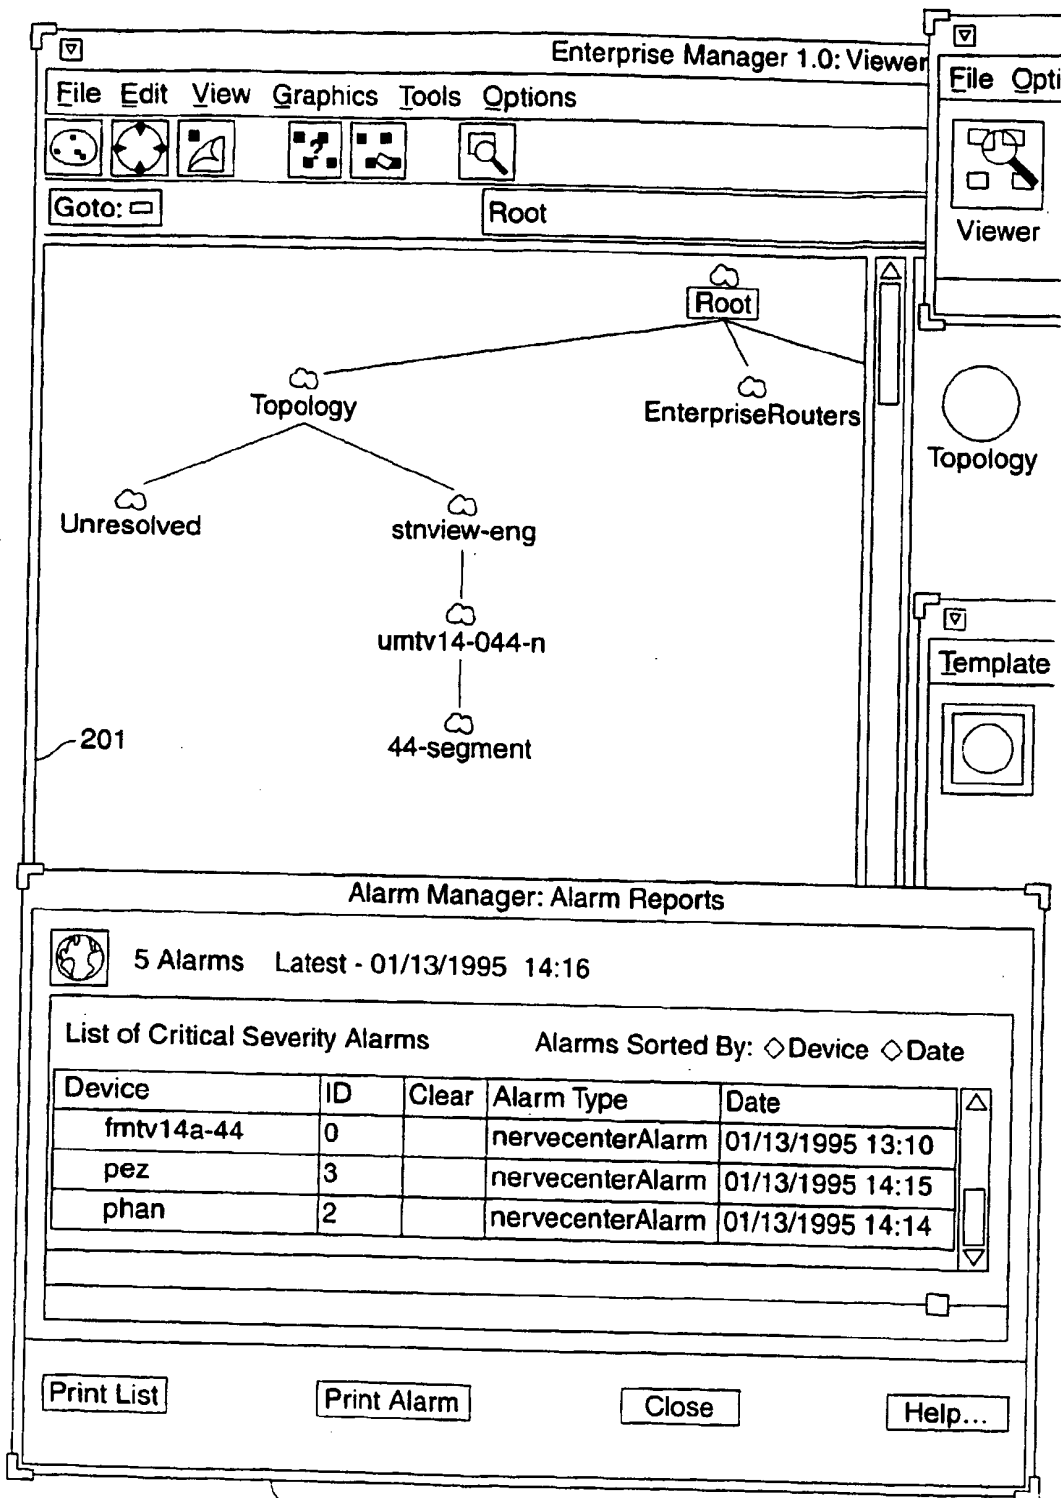 Enterprise Manager 1.0: Viewer
File Edit View Graphics Tools Options
File Opti
Goto:
Root
Viewer
Root
Topology
EnterpriseRouters
Topology
Unresolved
stnview-eng
umtv14-044-n
Template
201
44-segment
Alarm Manager: Alarm Reports
5 Alarms Latest - 01/13/1995 14:16
List of Critical Severity Alarms Alarms Sorted By: Device Date
Device ID Clear Alarm Type Date
fmtv14a-44 0 nervecenterAlarm 01/13/1995 13:10
pez 3 nervecenterAlarm 01/13/1995 14:15
phan 2 nervecenterAlarm 01/13/1995 14:14
Print List Print Alarm Close Help...